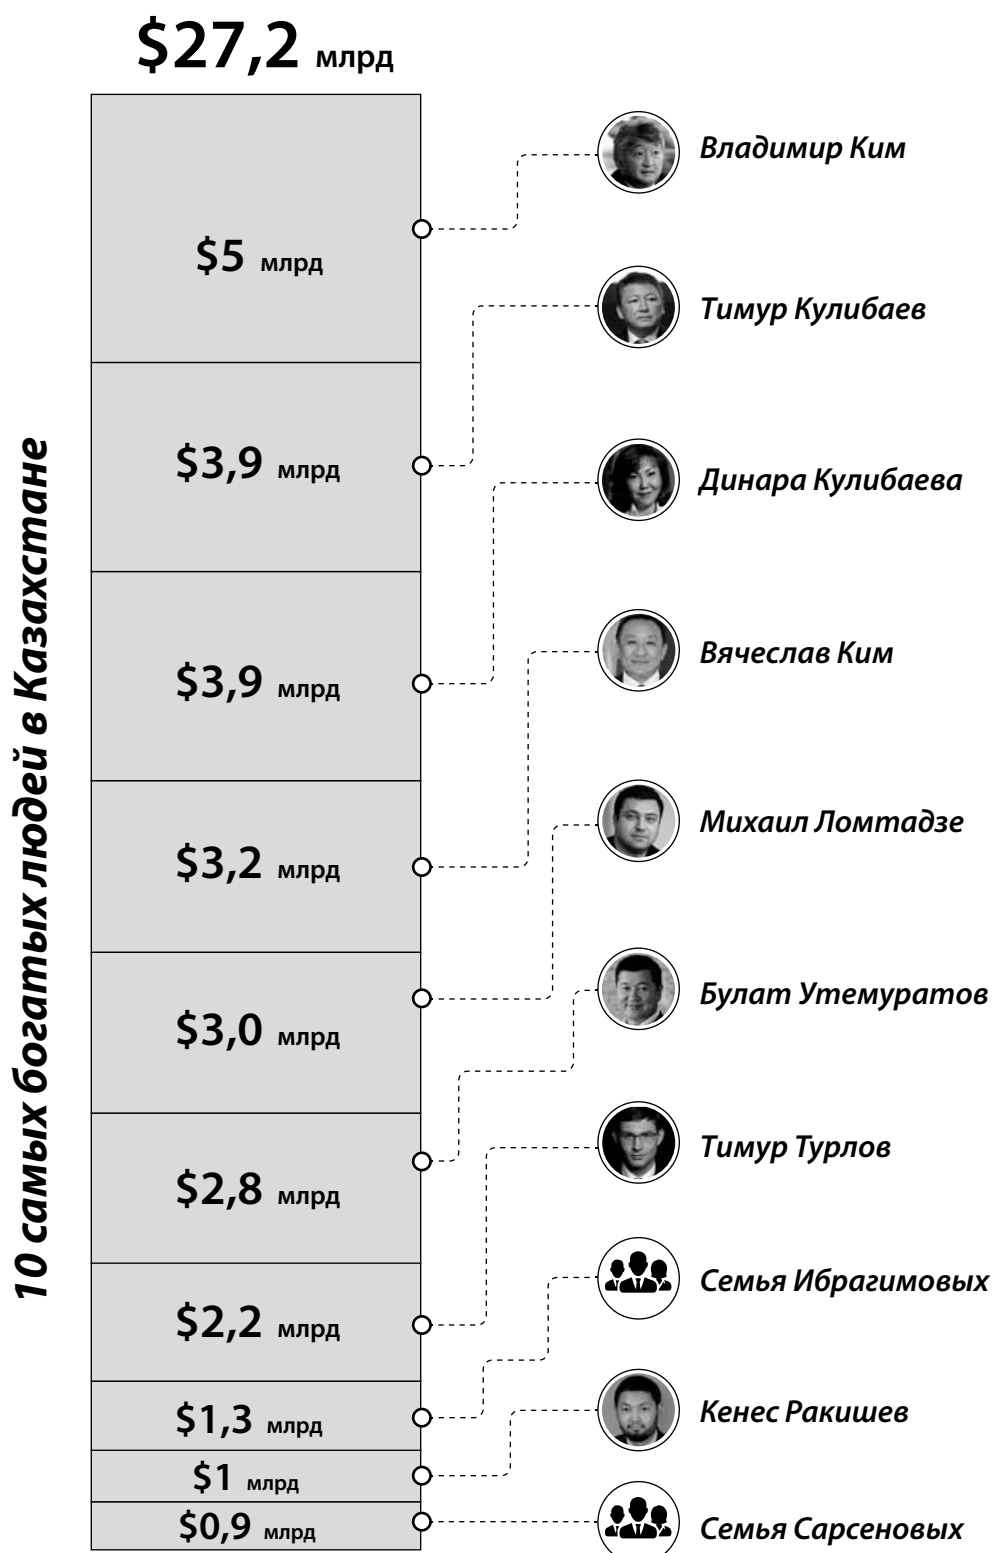 $27,2 млрд
10 самых богатых людей в Казахстане
$5 млрд
Владимир Ким
$3,9 млрд
Тимур Кулибаев
$3,9 млрд
Динара Кулибаева
$3,2 млрд
Вячеслав Ким
$3,0 млрд
Михаил Ломтадзе
$2,8 млрд
Булат Утемуратов
$2,2 млрд
Тимур Турлов
$1,3 млрд
Семья Ибрагимовых
$1 млрд
Кенес Ракишев
$0,9 млрд
Семья Сарсеновых